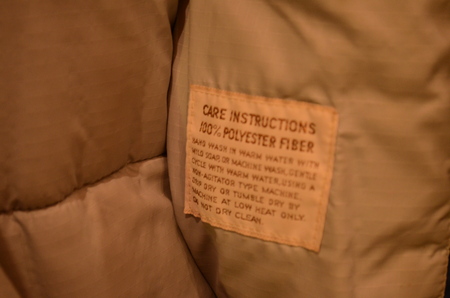 CARE INSTRUCTIONS
100% POLYESTER FIBER
HAND WASH IN WARM WATER WITH
MILD SOAP OR MACHINE WASH, GENTLE
CYCLE WITH WARM WATER, USING A
NON-AGITATOR TYPE MACHINE.
DRIP DRY OR TUMBLE DRY BY
MACHINE AT LOW HEAT ONLY.
DO NOT DRY CLEAN.